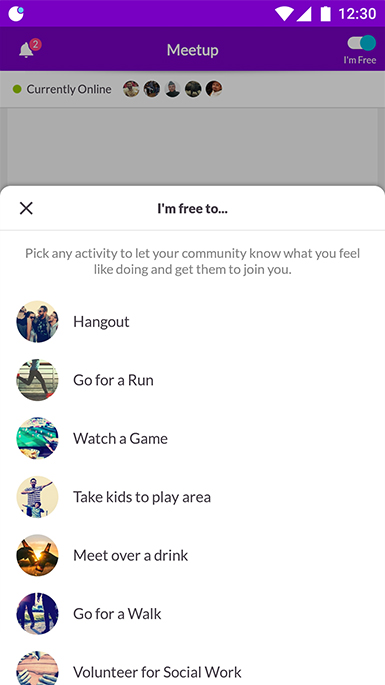 12:30
2
Meetup
I'm Free
Currently Online
I'm free to...
Pick any activity to let your community know what you feel
like doing and get them to join you.
Hangout
Go for a Run
Watch a Game
Take kids to play area
Meet over a drink
Go for a Walk
Volunteer for Social Work